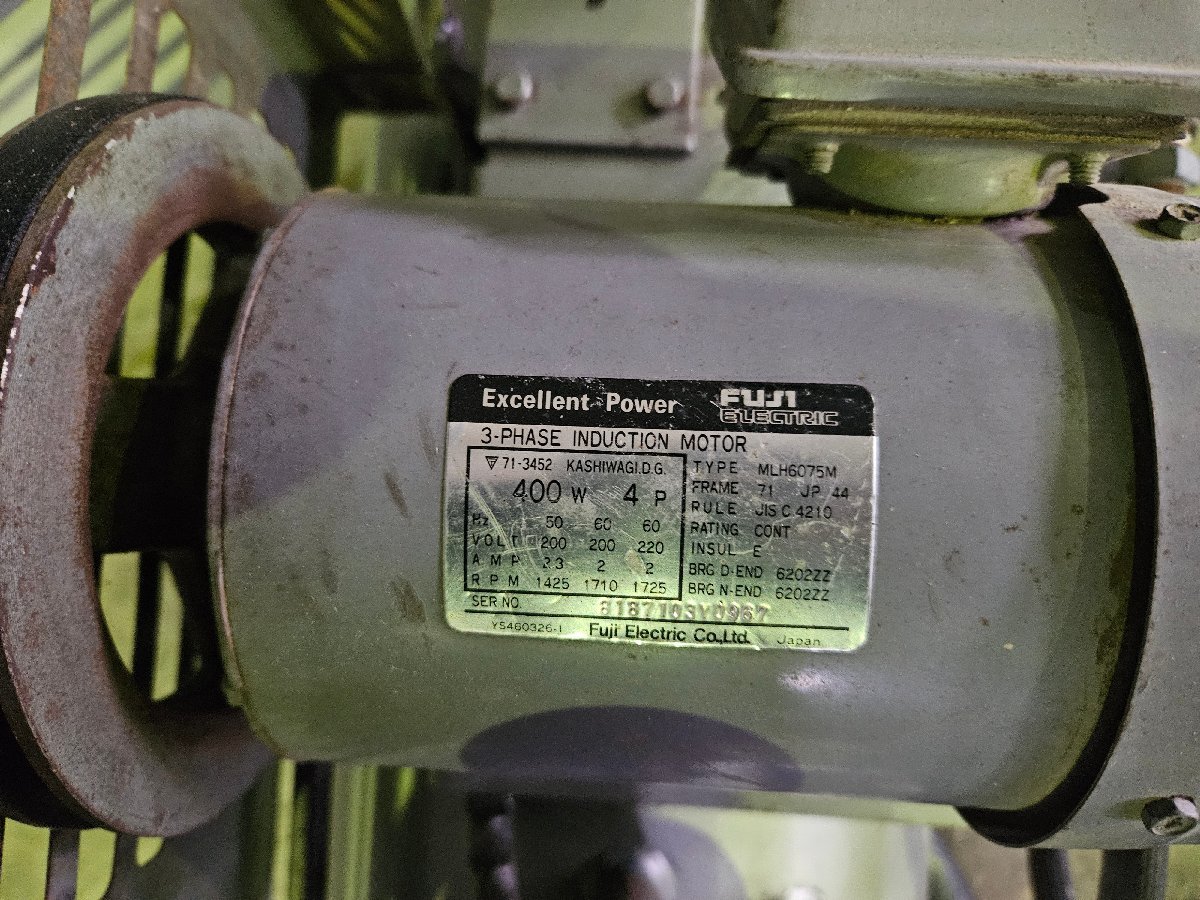 Excellent Power
FUJI
ELECTRIC
3-PHASE INDUCTION MOTOR
71-3452 KASHIWAGI.D.G.
400 W 4 P
Hz 50 60 60
VOLT 200 200 220
AMP 2.3 2 2
RPM 1425 1710 1725
TYPE MLH6075M
FRAME 71 JP 44
RULE JIS C 4210
RATING CONT
INSUL E
BRG D-END 6202ZZ
BRG N-END 6202ZZ
SER NO.
YS460326-1 Fuji Electric Co.,Ltd. Japan